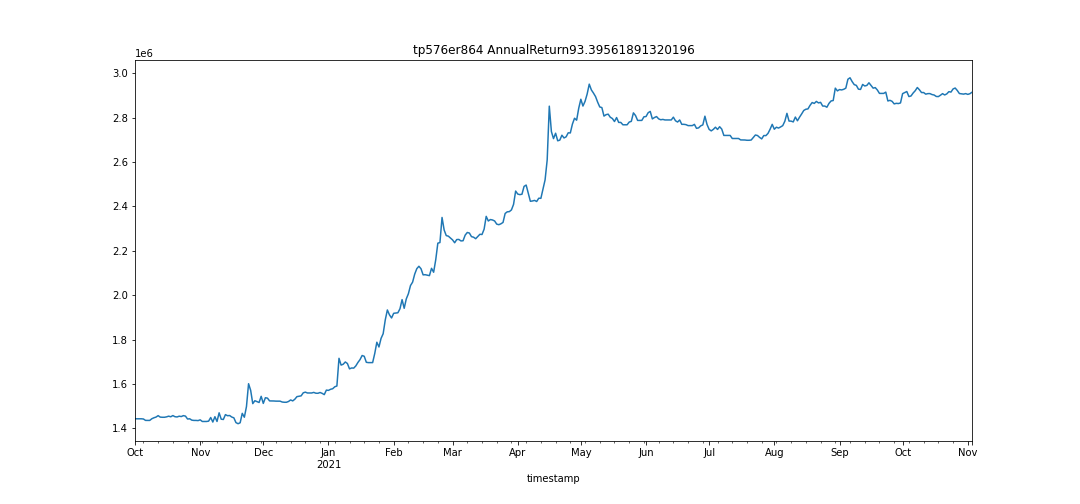 tp576er864 AnnualReturn93.39561891320196
1e6
3.0
2.8
2.6
2.4
2.2
2.0
1.8
1.6
1.4
Oct Nov Dec Jan Feb Mar Apr May Jun Jul Aug Sep Oct Nov
2021
timestamp